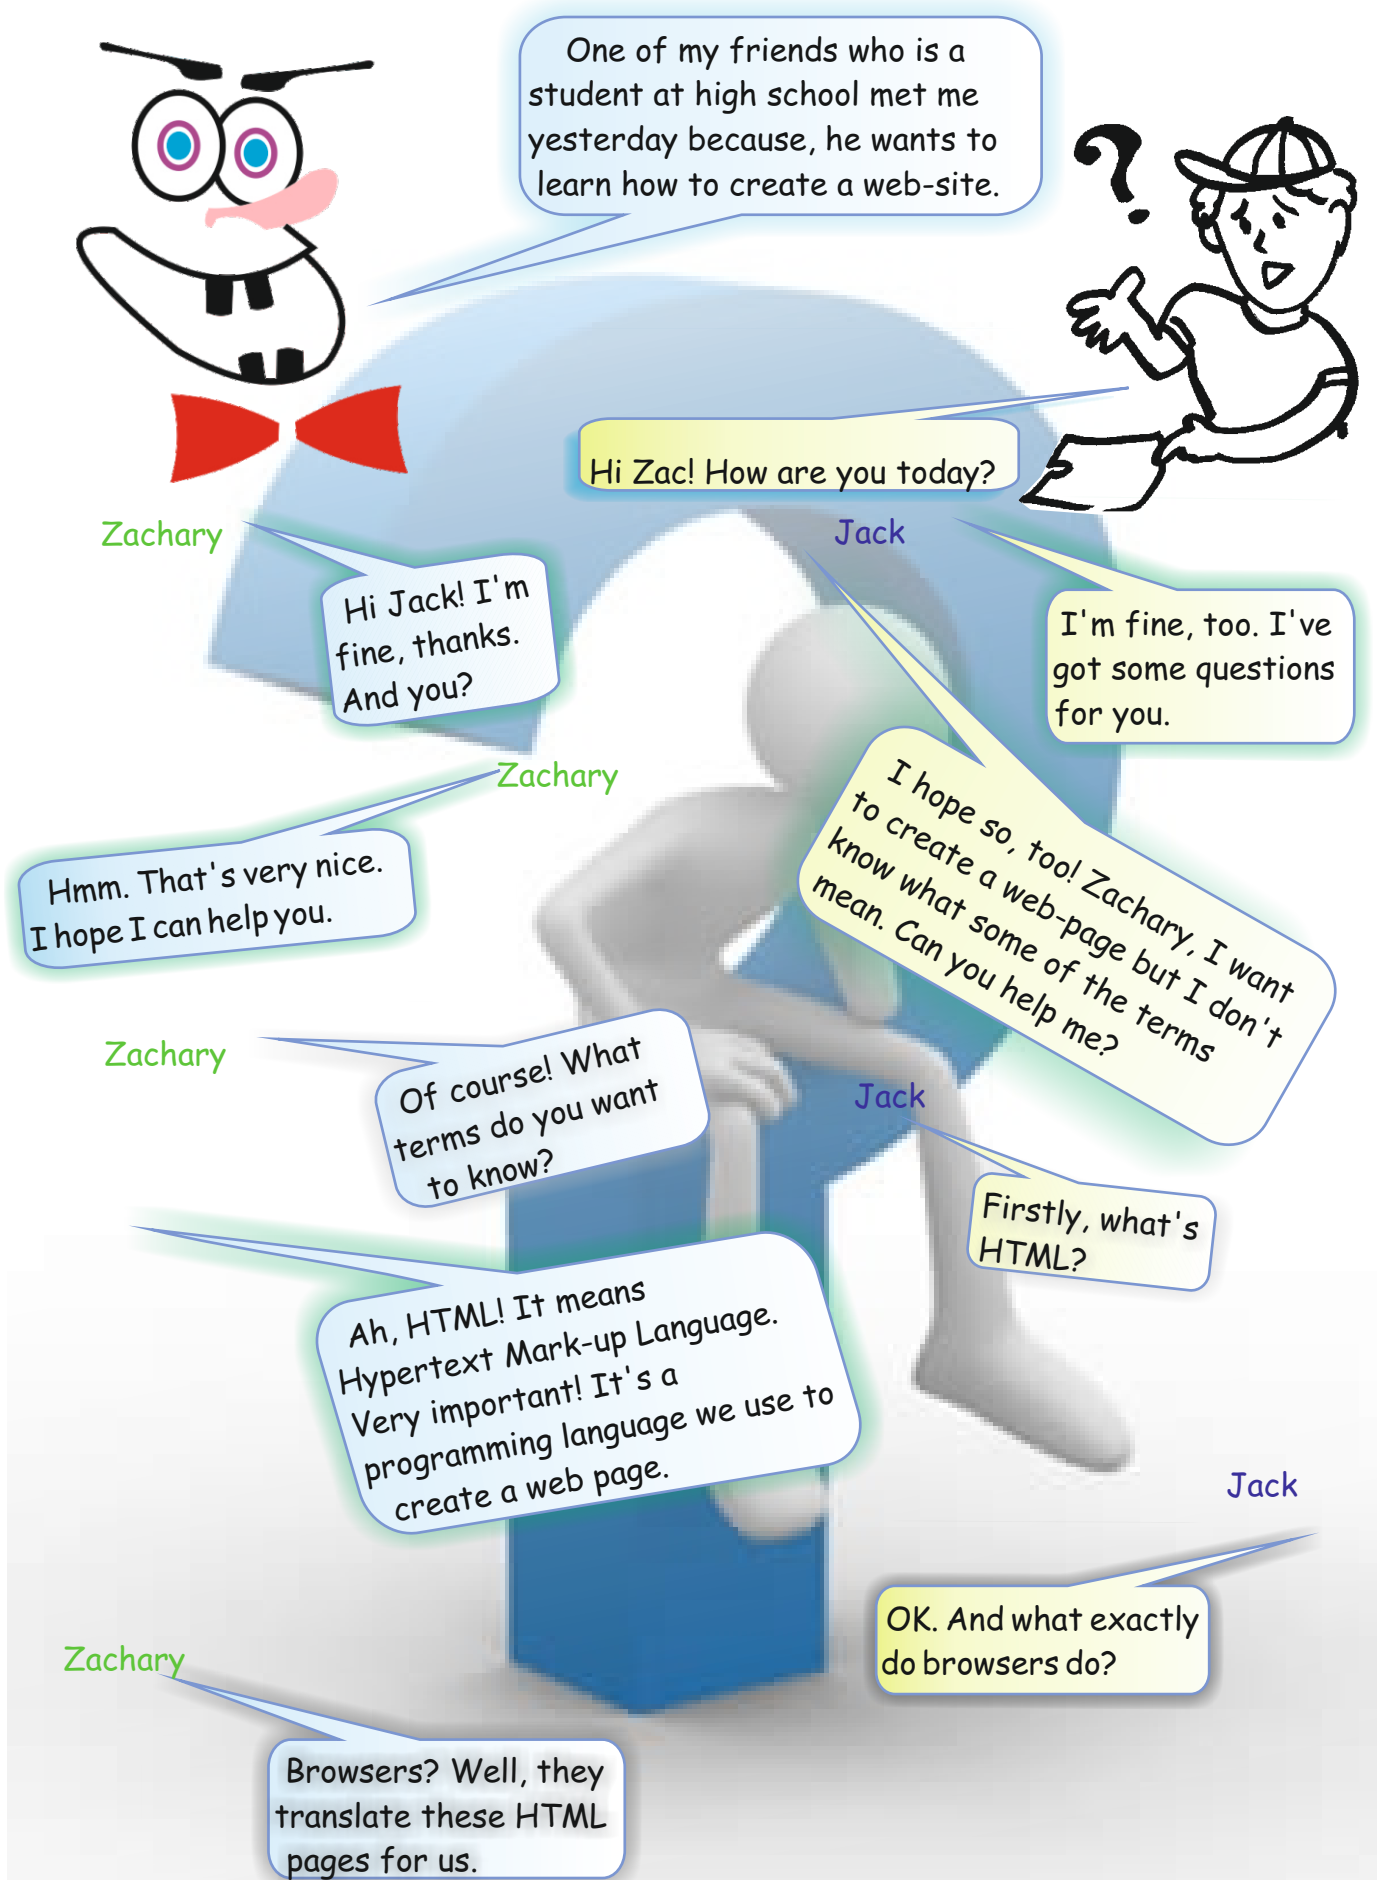 One of my friends who is a
student at high school met me
yesterday because, he wants to
learn how to create a web-site.
Hi Zac! How are you today?
Zachary
Jack
Hi Jack! I'm
fine, thanks.
And you?
I'm fine, too. I've
got some questions
for you.
Zachary
Hmm. That's very nice.
I hope I can help you.
I hope so, too! Zachary, I want
to create a web-page but I don't
know what some of the terms
mean. Can you help me?
Zachary
Of course! What
terms do you want
to know?
Jack
Firstly, what's
HTML?
Ah, HTML! It means
Hypertext Mark-up Language.
Very important! It's a
programming language we use to
create a web page.
Jack
OK. And what exactly
do browsers do?
Zachary
Browsers? Well, they
translate these HTML
pages for us.